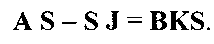 A S – S J = BKS.